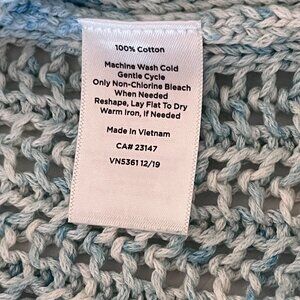 100% Cotton
Machine Wash Cold
Gentle Cycle
Only Non-Chlorine Bleach
When Needed
Reshape, Lay Flat To Dry
Warm Iron, If Needed
Made In Vietnam
CA# 23147
VN5361 12/19